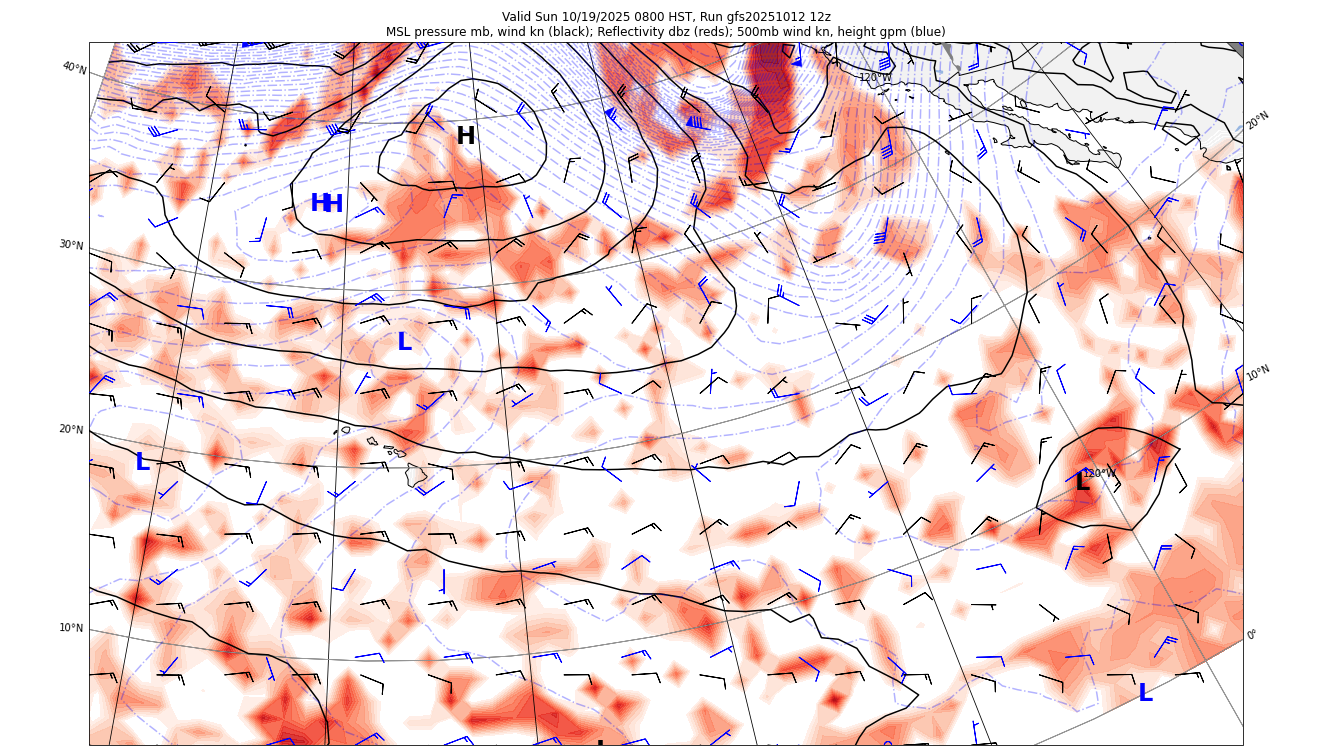 Valid Sun 10/19/2025 0800 HST, Run gfs20251012 12z
MSL pressure mb, wind kn (black); Reflectivity dbz (reds); 500mb wind kn, height gpm (blue)
40°N
120°W
20°N
H
HH
30°N
L
10°N
20°N
L
120°W
L
10°N
0°
L